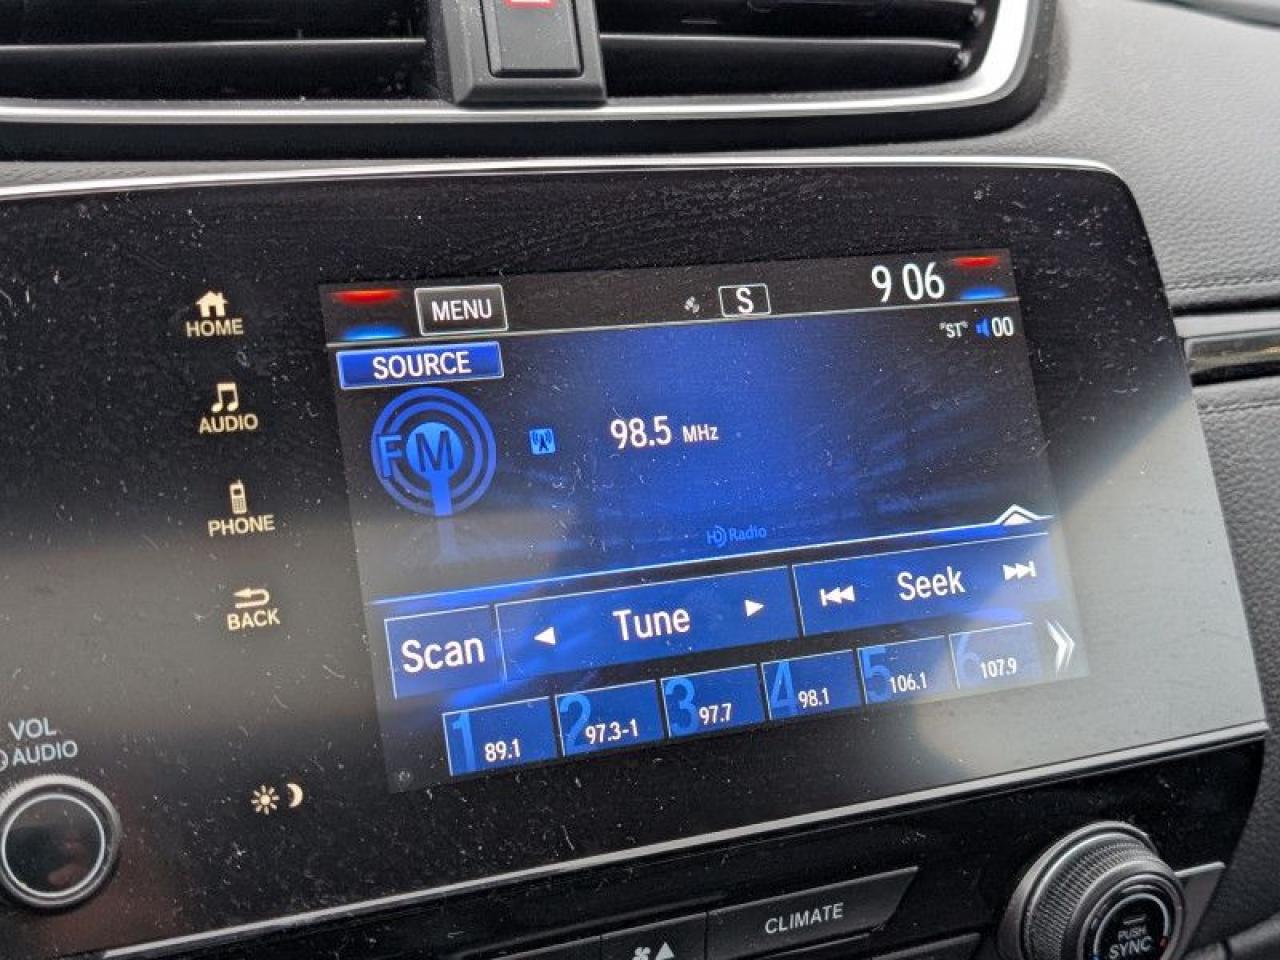 MENU S 9 06
SOURCE "ST" 00
HOME
AUDIO
PHONE
BACK
FM 98.5 MHz
HD Radio
Scan Tune Seek
1 89.1 2 97.3-1 3 97.7 4 98.1 5 106.1 6 107.9
VOL
AUDIO
CLIMATE
PUSH
SYNC